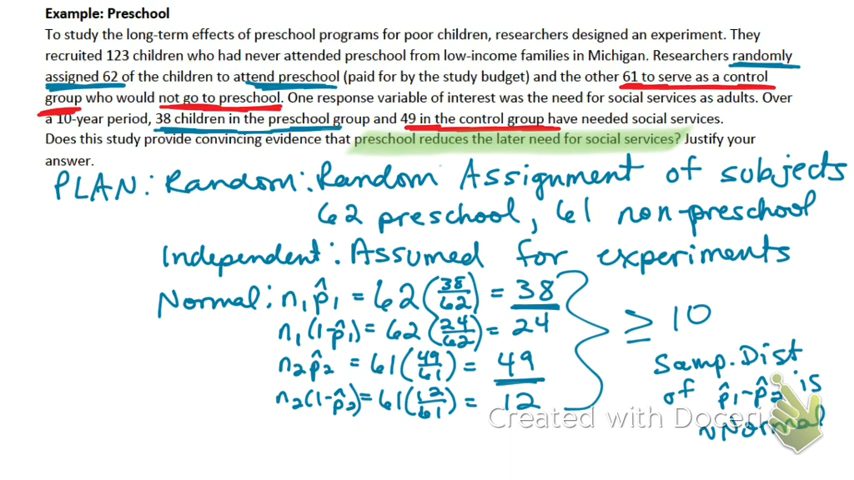 Example: Preschool
To study the long-term effects of preschool programs for poor children, researchers designed an experiment. They
recruited 123 children who had never attended preschool from low-income families in Michigan. Researchers randomly
assigned 62 of the children to attend preschool (paid for by the study budget) and the other 61 to serve as a control
group who would not go to preschool. One response variable of interest was the need for social services as adults. Over
a 10-year period, 38 children in the preschool group and 49 in the control group have needed social services.
Does this study provide convincing evidence that preschool reduces the later need for social services? Justify your
answer.
PLAN: Random: Random Assignment of subjects
62 preschool, 61 non-preschool
Independent: Assumed for experiments
Normal: n₁p̂₁ = 62(38/62) = 38
n₁(1-p̂₁) = 62(24/62) = 24
n₂p̂₂ = 61(49/61) = 49
n₂(1-p̂₂) = 61(12/61) = 12
≥ 10
Samp. Dist
of p̂₁-p̂₂ is
~Normal
Created with Doceri